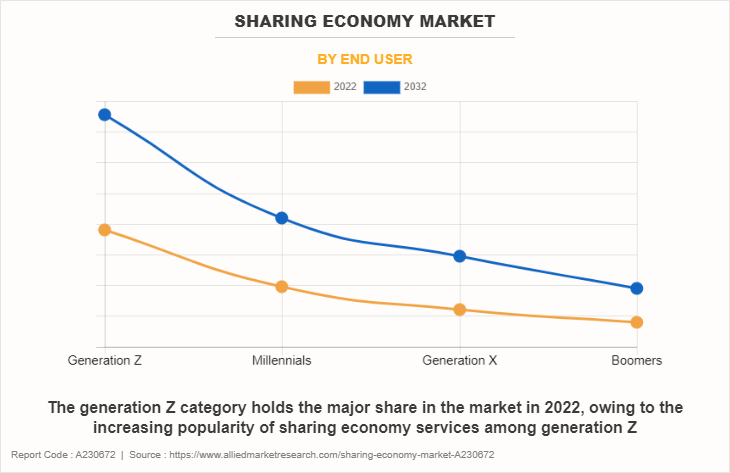 SHARING ECONOMY MARKET
BY END USER
2022 2032
Generation Z Millennials Generation X Boomers
The generation Z category holds the major share in the market in 2022, owing to the
increasing popularity of sharing economy services among generation Z
Report Code : A230672 | Source : https://www.alliedmarketresearch.com/sharing-economy-market-A230672